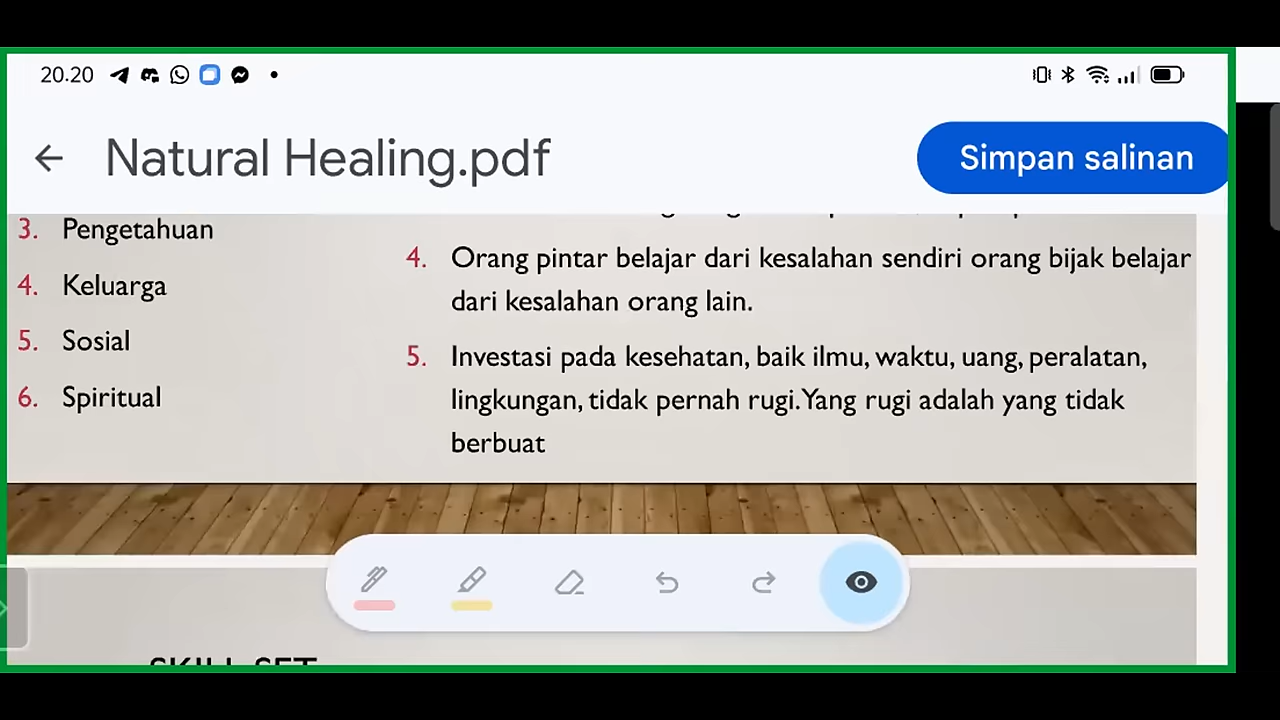 20.20
Natural Healing.pdf
Simpan salinan
3. Pengetahuan
4. Keluarga
5. Sosial
6. Spiritual
4. Orang pintar belajar dari kesalahan sendiri orang bijak belajar
dari kesalahan orang lain.
5. Investasi pada kesehatan, baik ilmu, waktu, uang, peralatan,
lingkungan, tidak pernah rugi.Yang rugi adalah yang tidak
berbuat
SKILL SET